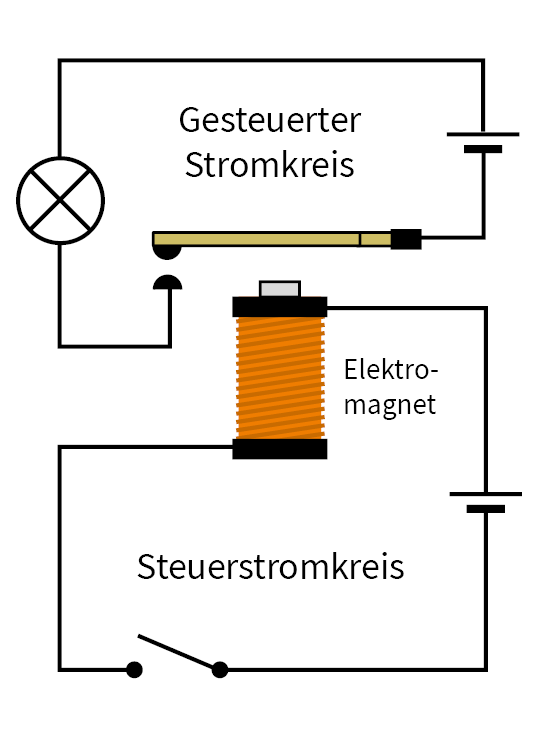 Gesteuerter
Stromkreis
Elektro-
magnet
Steuerstromkreis